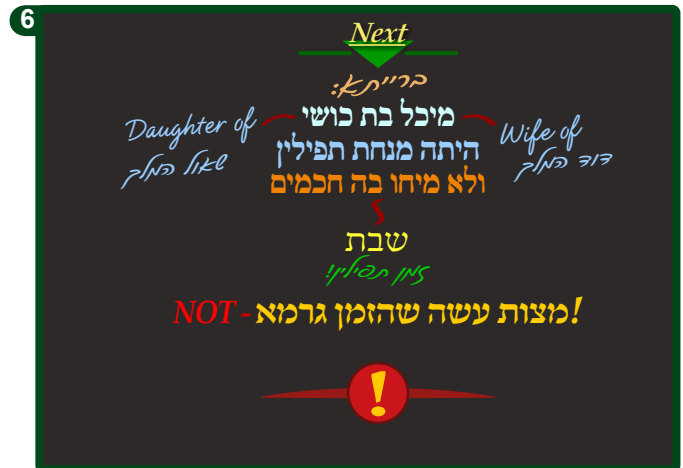 6
Next
ברייתא:
מיכל בת כושי
Daughter of
שאול המלך
Wife of
דוד המלך
היתה מנחת תפילין
ולא מיחו בה חכמים
שבת
זמן תפילין!
NOT - מצות עשה שהזמן גרמא!
!